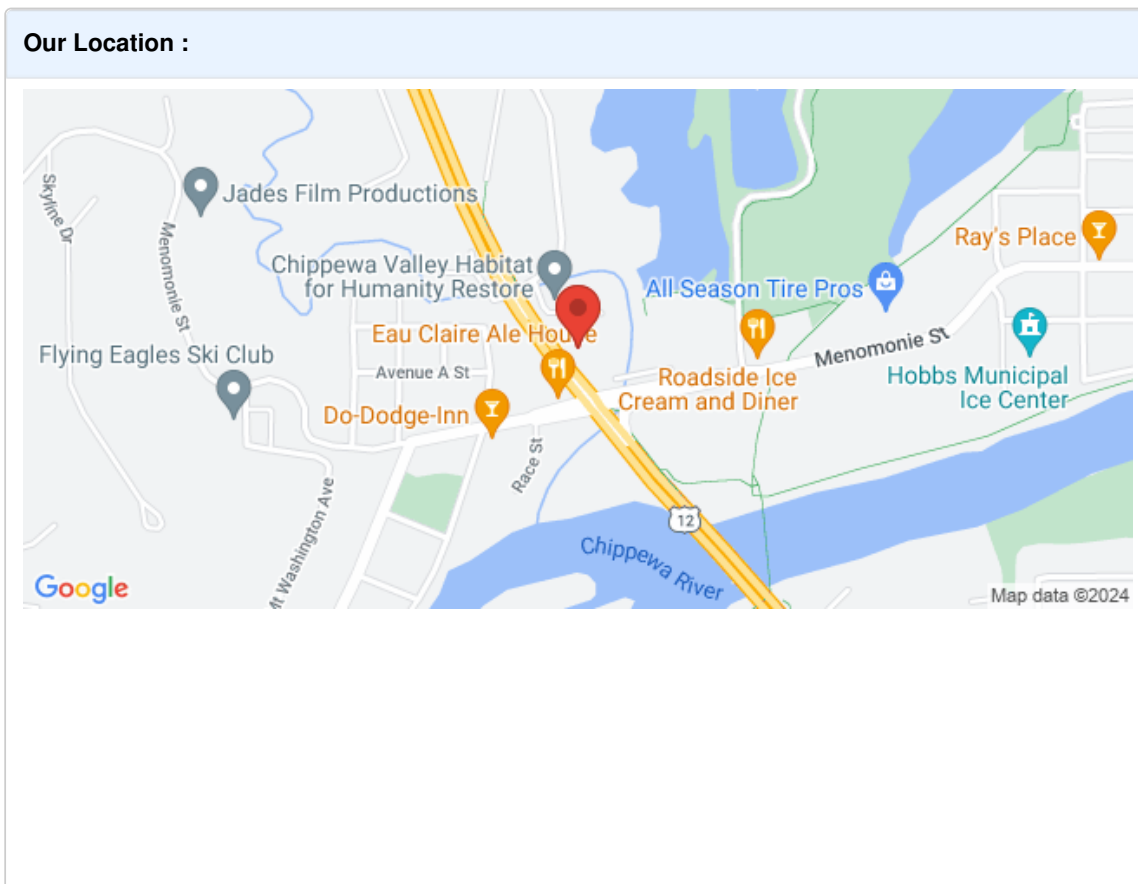 Our Location :
Skyline Dr
Menomonie St
Jades Film Productions
Chippewa Valley Habitat
for Humanity Restore
Ray's Place
All Season Tire Pros
Eau Claire Ale House
Flying Eagles Ski Club
Avenue A St
Menomonie St
Roadside Ice
Cream and Diner
Hobbs Municipal
Ice Center
Do-Dodge-Inn
Race St
Mt Washington Ave
12
Chippewa River
Google
Map data ©2024